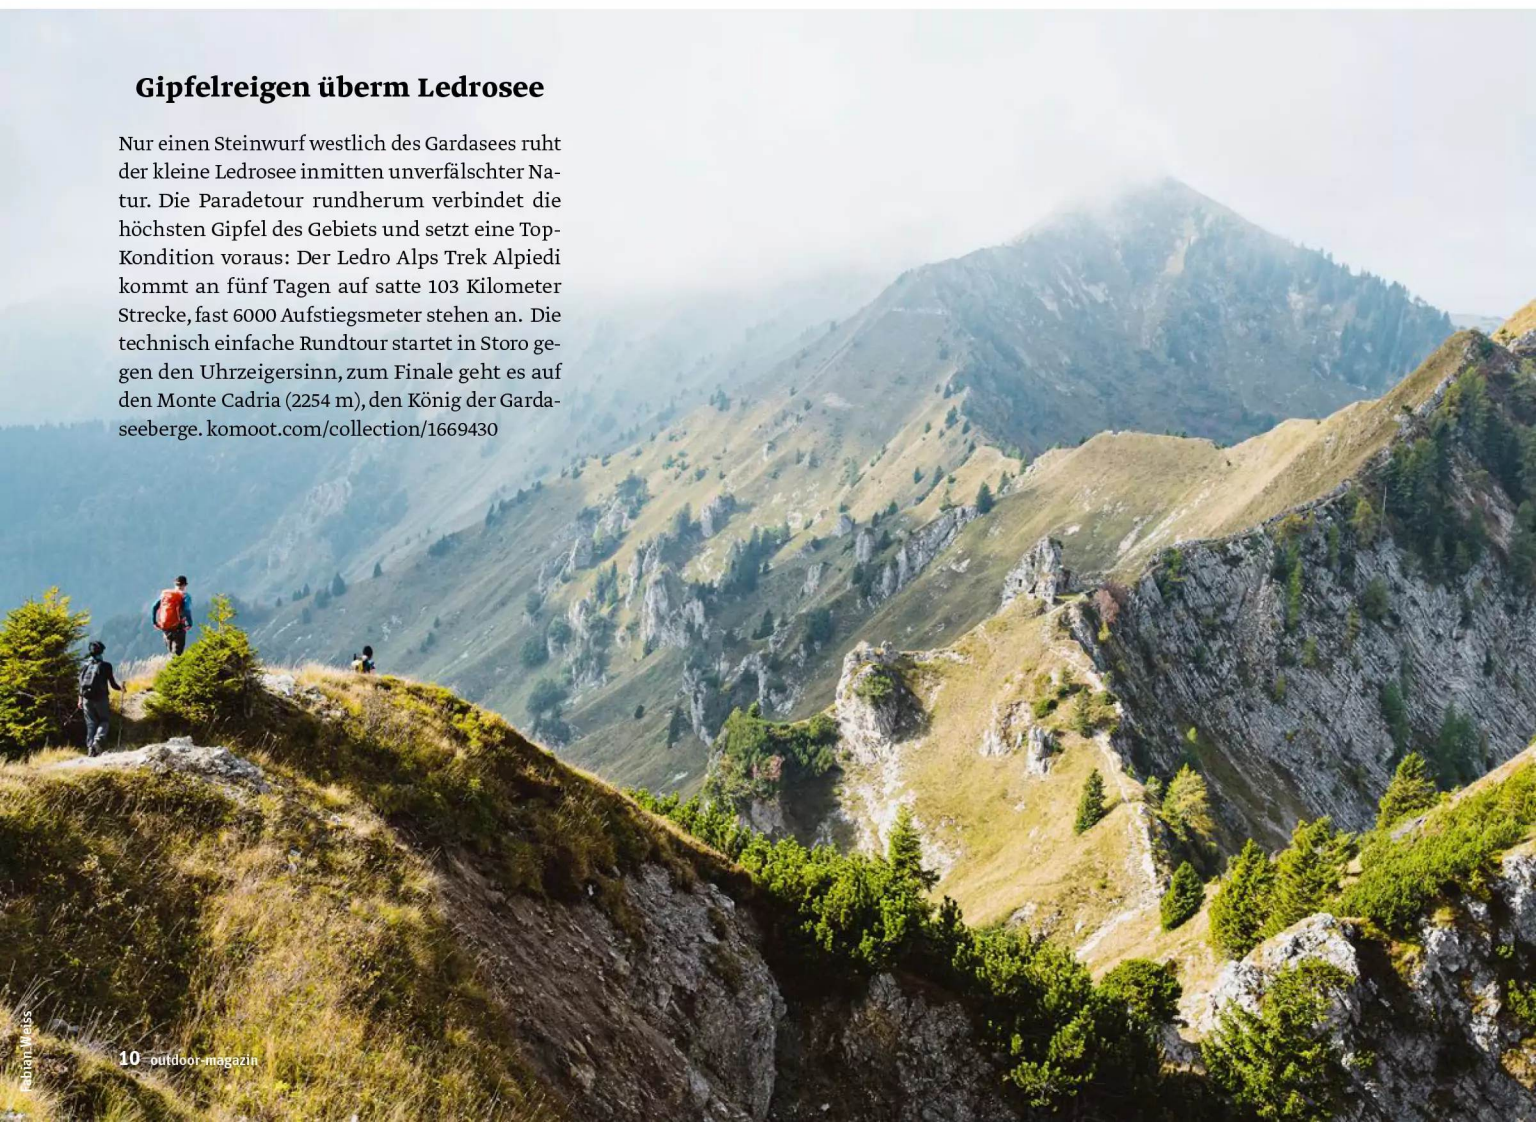 Gipfelreigen überm Ledrosee
Nur einen Steinwurf westlich des Gardasees ruht
der kleine Ledrosee inmitten unverfälschter Na-
tur. Die Paradetour rundherum verbindet die
höchsten Gipfel des Gebiets und setzt eine Top-
Kondition voraus: Der Ledro Alps Trek Alpiedi
kommt an fünf Tagen auf satte 103 Kilometer
Strecke, fast 6000 Aufstiegsmeter stehen an. Die
technisch einfache Rundtour startet in Storo ge-
gen den Uhrzeigersinn, zum Finale geht es auf
den Monte Cadria (2254 m), den König der Garda-
seeberge. komoot.com/collection/1669430
Fabian Weiss
10 outdoor-magazin